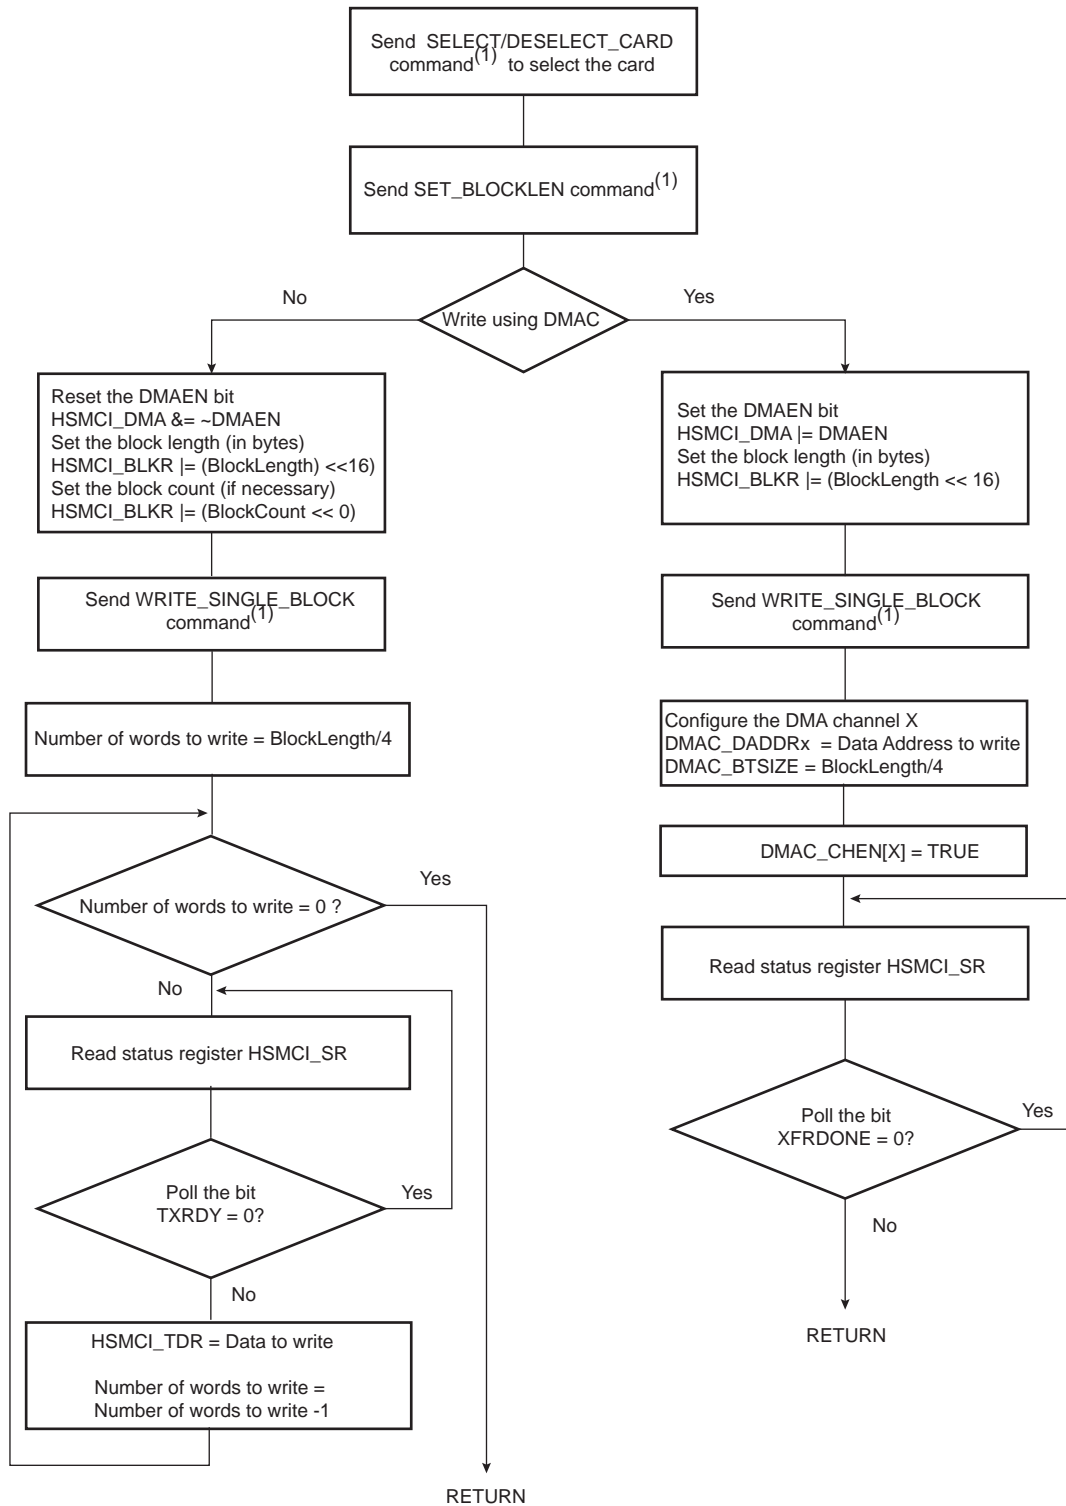 Send SELECT/DESELECT_CARD
command(1) to select the card
Send SET_BLOCKLEN command(1)
No
Yes
Write using DMAC
Reset the DMAEN bit
HSMCI_DMA &= ~DMAEN
Set the block length (in bytes)
HSMCI_BLKR |= (BlockLength) <<16)
Set the block count (if necessary)
HSMCI_BLKR |= (BlockCount << 0)
Send WRITE_SINGLE_BLOCK
command(1)
Number of words to write = BlockLength/4
Number of words to write = 0 ?
Yes
No
Read status register HSMCI_SR
Poll the bit
TXRDY = 0?
Yes
No
HSMCI_TDR = Data to write
Number of words to write =
Number of words to write -1
RETURN
Set the DMAEN bit
HSMCI_DMA |= DMAEN
Set the block length (in bytes)
HSMCI_BLKR |= (BlockLength << 16)
Send WRITE_SINGLE_BLOCK
command(1)
Configure the DMA channel X
DMAC_DADDRx = Data Address to write
DMAC_BTSIZE = BlockLength/4
DMAC_CHEN[X] = TRUE
Read status register HSMCI_SR
Poll the bit
XFRDONE = 0?
Yes
No
RETURN